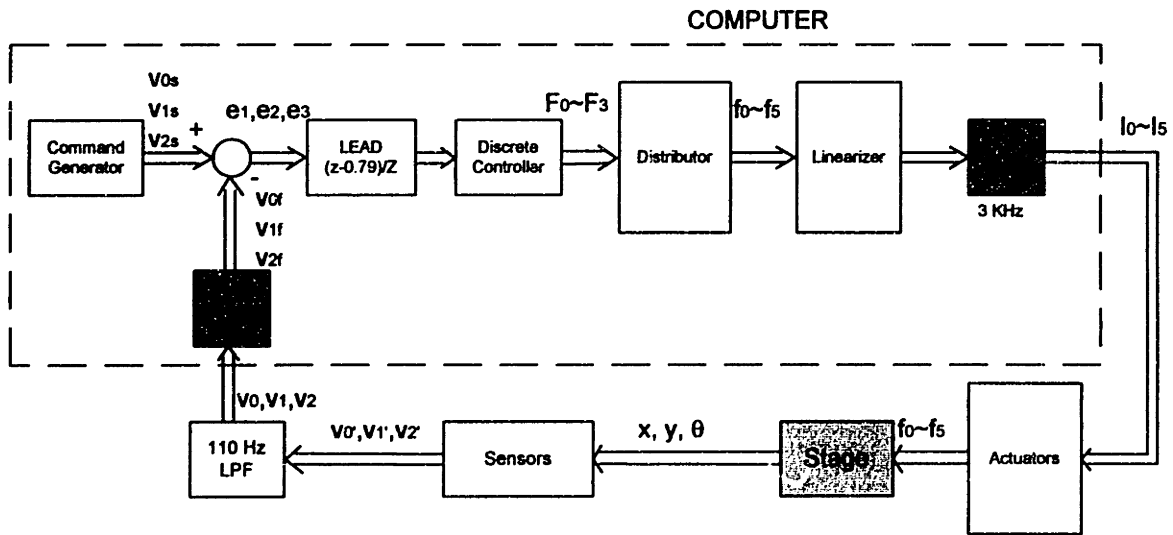 COMPUTER
V0s
V1s
V2s
+
-
Command
Generator
e1,e2,e3
LEAD
(z-0.79)/Z
Discrete
Controller
F0~F3
Distributor
f0~f5
Linearizer
3 KHz
I0~I5
V0f
V1f
V2f
V0,V1,V2
110 Hz
LPF
V0',V1',V2'
Sensors
x, y, θ
Stage
f0~f5
Actuators